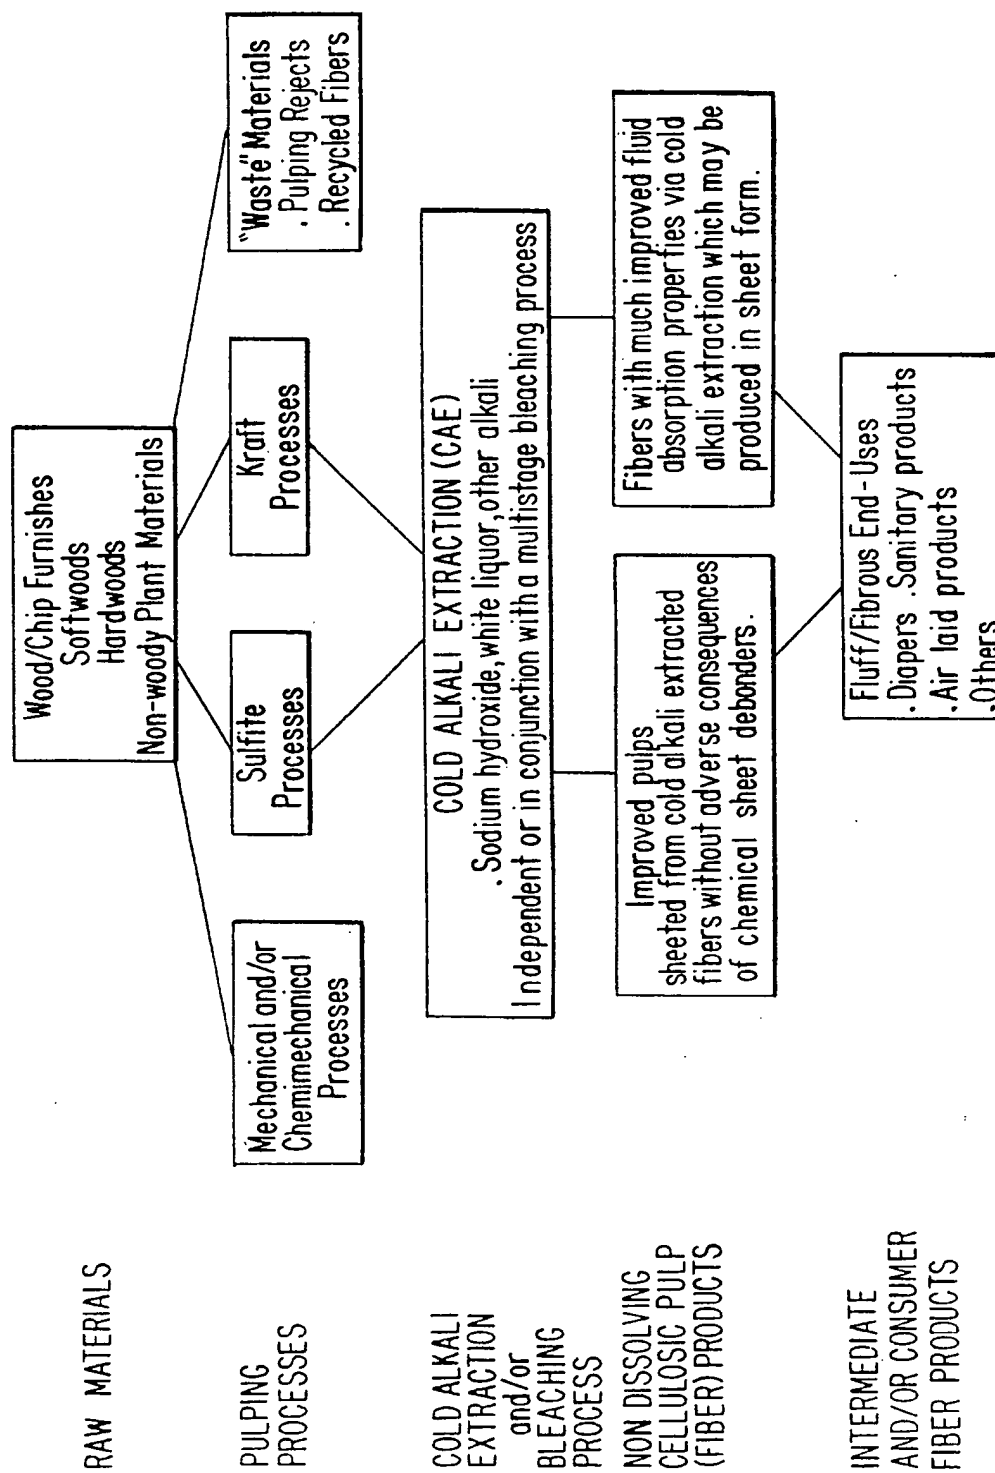 RAW MATERIALS
Wood/Chip Furnishes
Softwoods
Hardwoods
Non-woody Plant Materials
PULPING
PROCESSES
Mechanical and/or
Chemimechanical
Processes
Sulfite
Processes
Kraft
Processes
"Waste" Materials
. Pulping Rejects
. Recycled Fibers
COLD ALKALI
EXTRACTION
and/or
BLEACHING
PROCESS
COLD ALKALI EXTRACTION (CAE)
. Sodium hydroxide, white liquor, other alkali
Independent or in conjunction with a multistage bleaching process
NON DISSOLVING
CELLULOSIC PULP
(FIBER) PRODUCTS
Improved pulps
sheeted from cold alkali extracted
fibers without adverse consequences
of chemical sheet debonders.
Fibers with much improved fluid
absorption properties via cold
alkali extraction which may be
produced in sheet form.
INTERMEDIATE
AND/OR CONSUMER
FIBER PRODUCTS
Fluff/Fibrous End-Uses
. Diapers . Sanitary products
. Air laid products
. Others